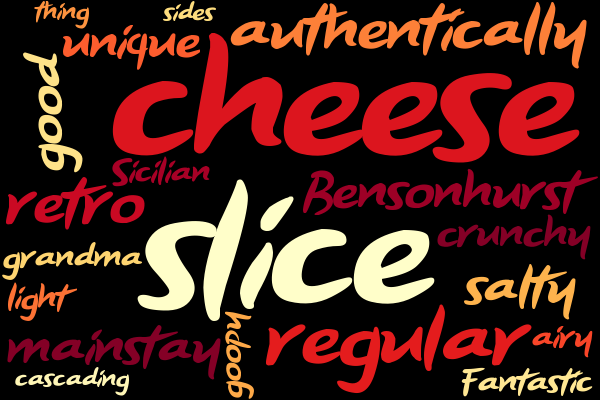 thing
sides
unique
authentically
good
cheese
Sicilian
retro
Bensonhurst
slice
crunchy
grandma
light
salty
mainstay
goopy
regular
airy
cascading
Fantastic